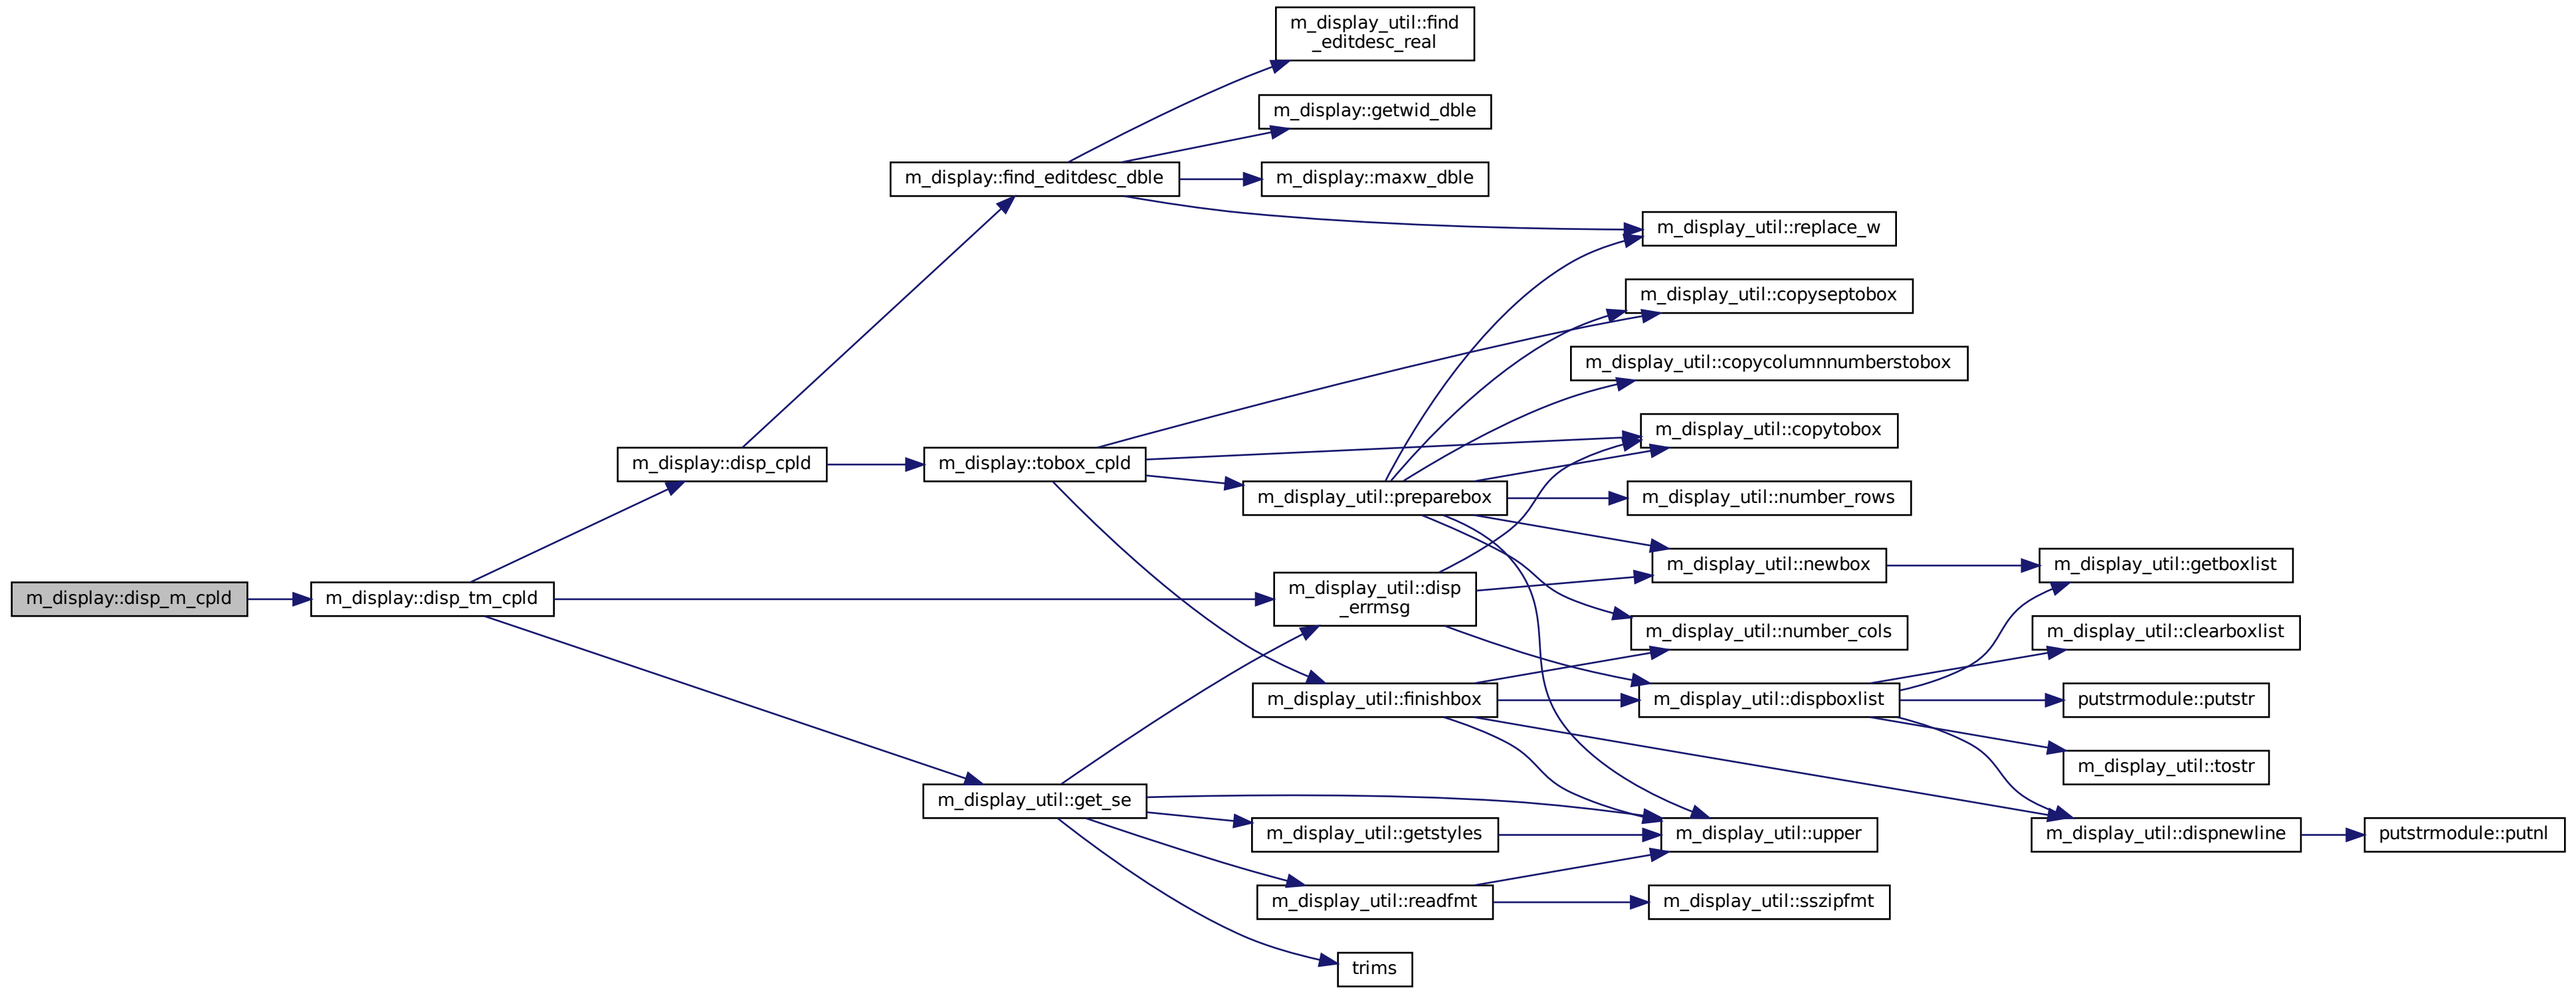 m_display_util::find
_editdesc_real
m_display::getwid_dble
m_display::find_editdesc_dble
m_display::maxw_dble
m_display_util::replace_w
m_display_util::copyseptobox
m_display_util::copycolumnnumberstobox
m_display_util::copytobox
m_display::disp_cpld
m_display::tobox_cpld
m_display_util::preparebox
m_display_util::number_rows
m_display_util::newbox
m_display_util::getboxlist
m_display::disp_m_cpld
m_display::disp_tm_cpld
m_display_util::disp
_errmsg
m_display_util::number_cols
m_display_util::clearboxlist
m_display_util::finishbox
m_display_util::dispboxlist
putstrmodule::putstr
m_display_util::tostr
m_display_util::get_se
m_display_util::getstyles
m_display_util::upper
m_display_util::dispnewline
putstrmodule::putnl
m_display_util::readfmt
m_display_util::sszipfmt
trims